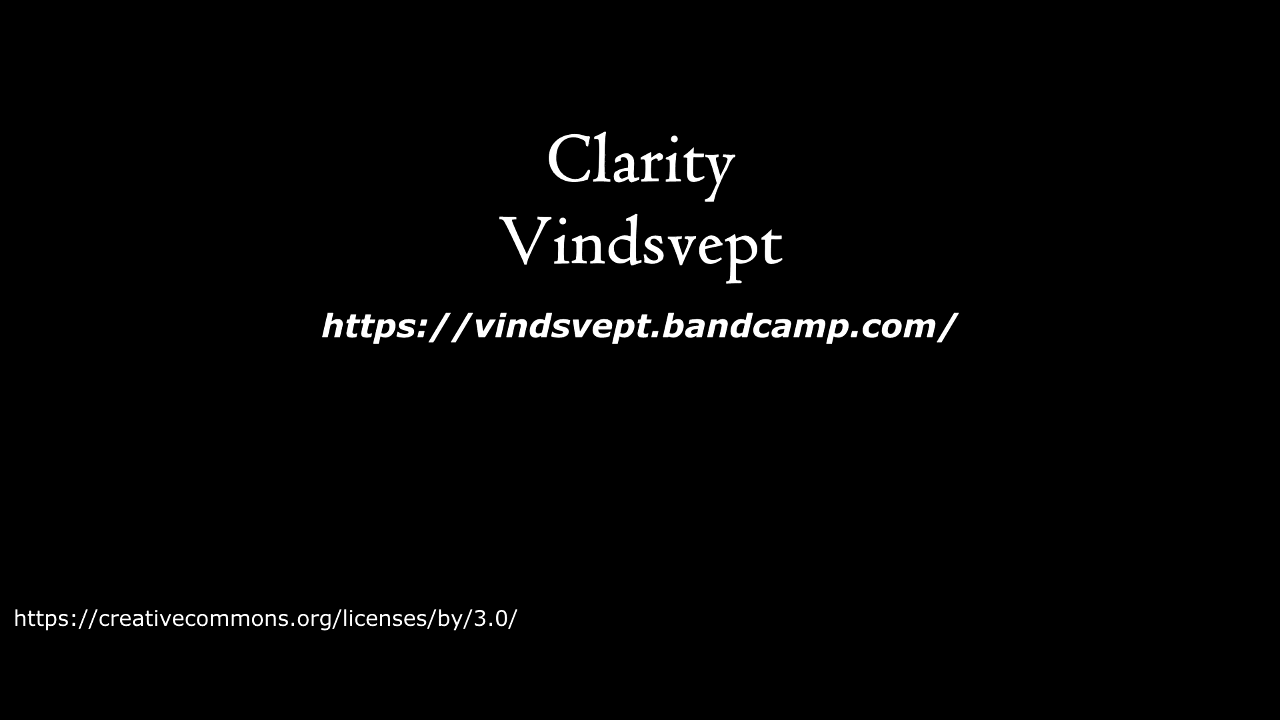 Clarity
Vindsvept
https://vindsvept.bandcamp.com/
https://creativecommons.org/licenses/by/3.0/